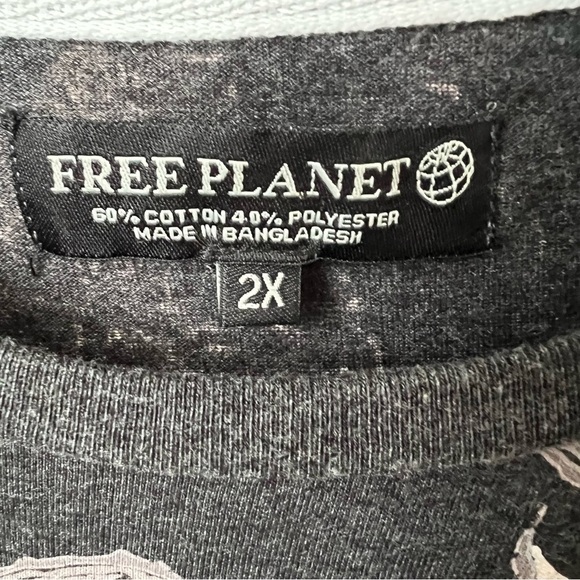 FREE PLANET
60% COTTON 40% POLYESTER
MADE IN BANGLADESH
2X